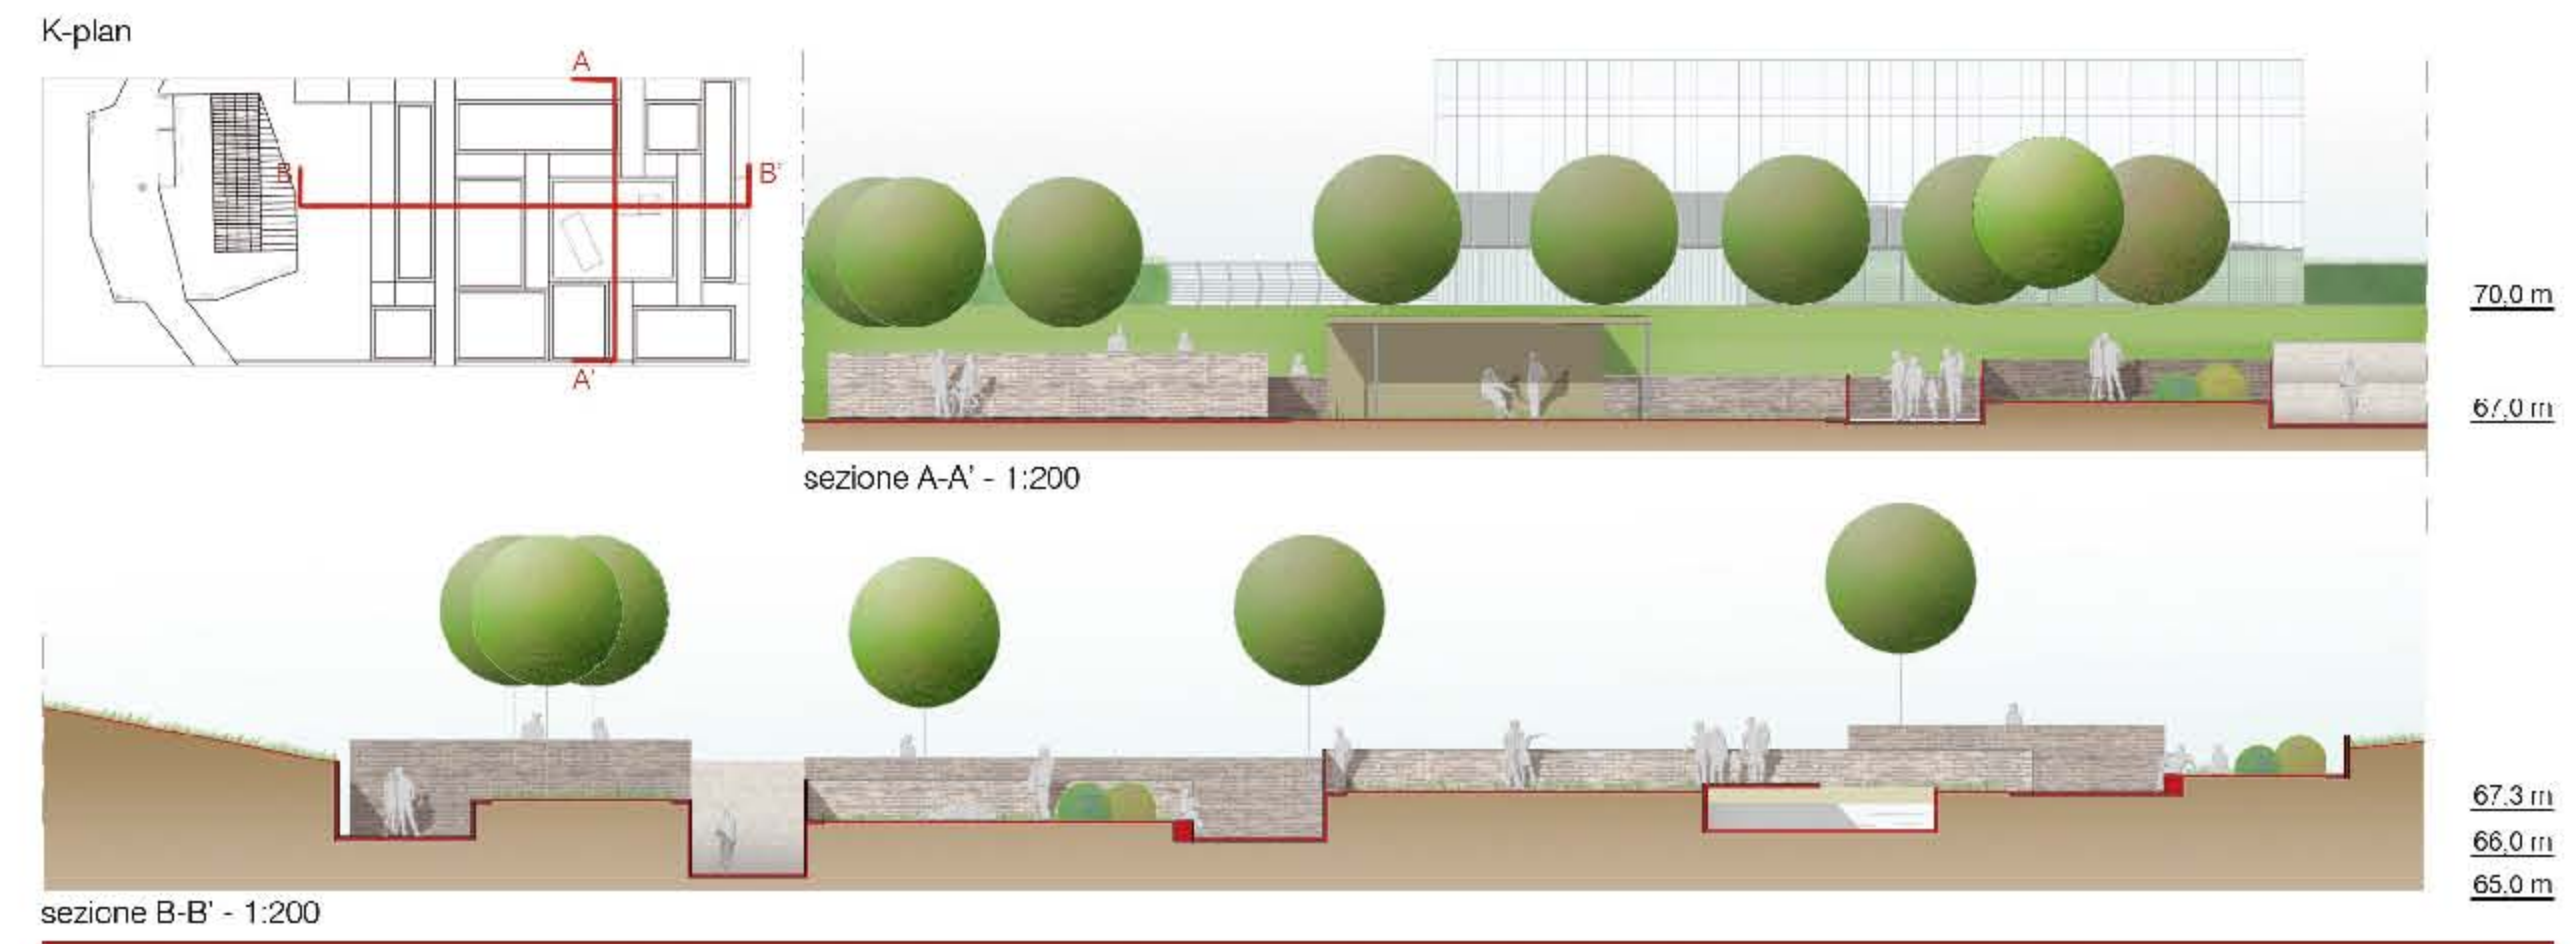 K-plan
A
B
B'
A'
70,0 m
67,0 m
sezione A-A' - 1:200
67.3 m
66,0 m
65.0 m
sezione B-B' - 1:200